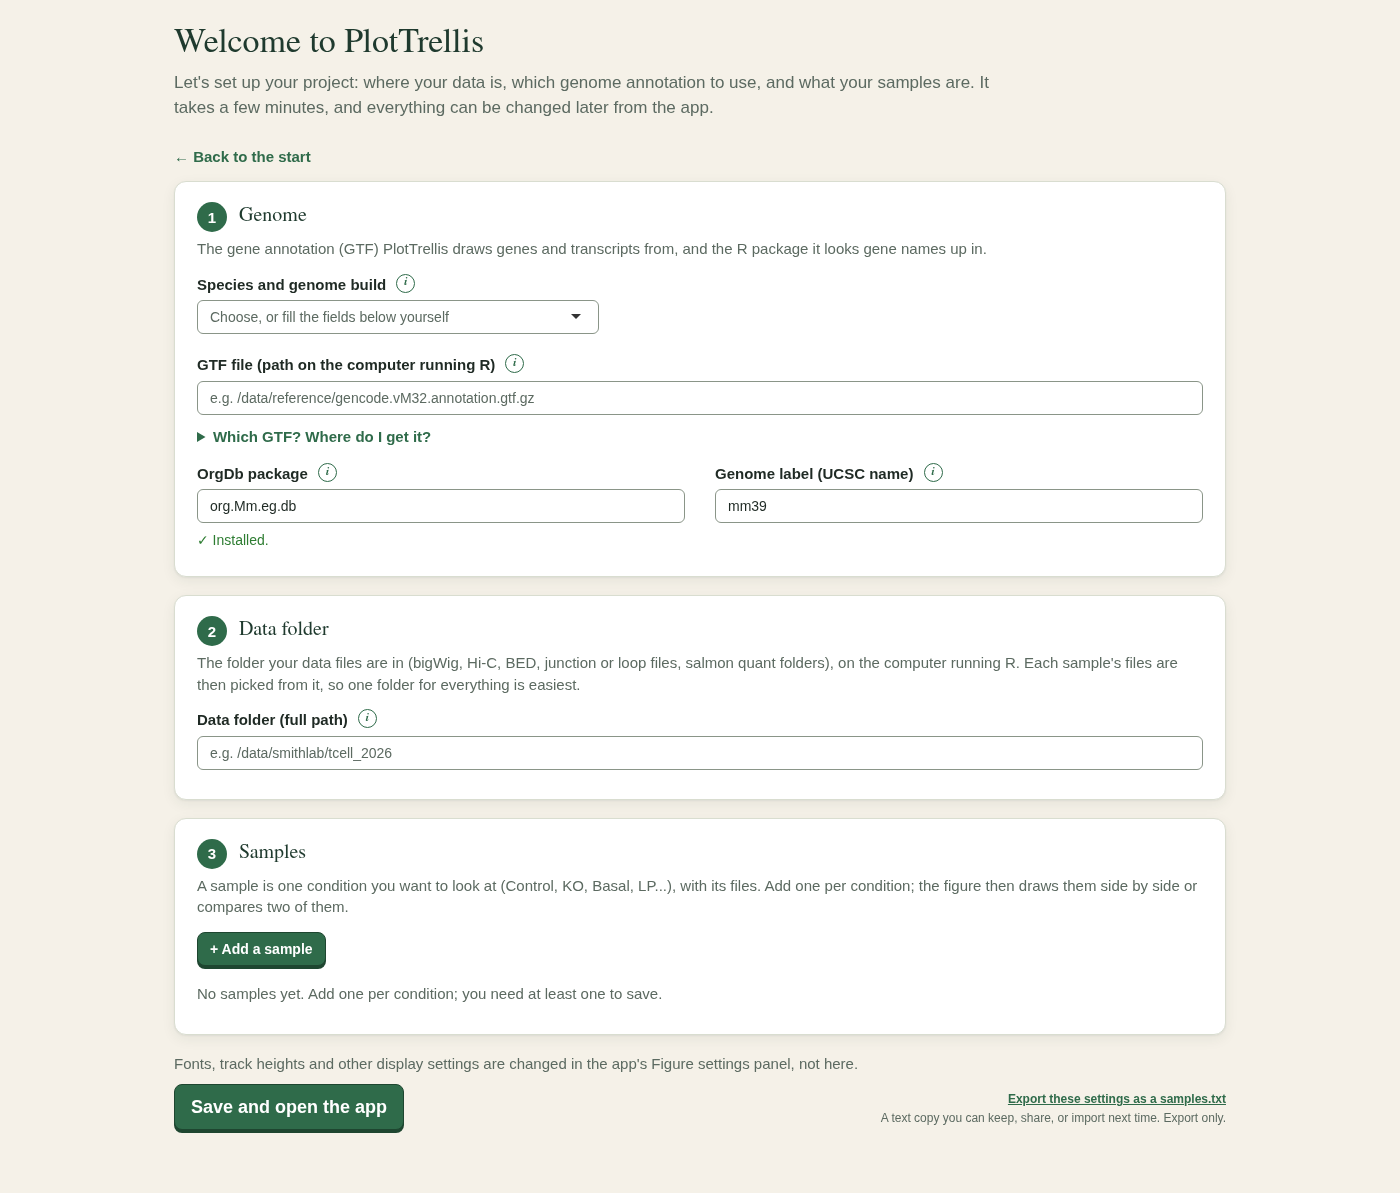 Welcome to PlotTrellis
Let's set up your project: where your data is, which genome annotation to use, and what your samples are. It
takes a few minutes, and everything can be changed later from the app.
← Back to the start
1 Genome
The gene annotation (GTF) PlotTrellis draws genes and transcripts from, and the R package it looks gene names up in.
Species and genome build i
Choose, or fill the fields below yourself
GTF file (path on the computer running R) i
e.g. /data/reference/gencode.vM32.annotation.gtf.gz
Which GTF? Where do I get it?
OrgDb package i
org.Mm.eg.db
✓ Installed.
Genome label (UCSC name) i
mm39
2 Data folder
The folder your data files are in (bigWig, Hi-C, BED, junction or loop files, salmon quant folders), on the computer running R. Each sample's files are
then picked from it, so one folder for everything is easiest.
Data folder (full path) i
e.g. /data/smithlab/tcell_2026
3 Samples
A sample is one condition you want to look at (Control, KO, Basal, LP...), with its files. Add one per condition; the figure then draws them side by side or
compares two of them.
+ Add a sample
No samples yet. Add one per condition; you need at least one to save.
Fonts, track heights and other display settings are changed in the app's Figure settings panel, not here.
Save and open the app
Export these settings as a samples.txt
A text copy you can keep, share, or import next time. Export only.